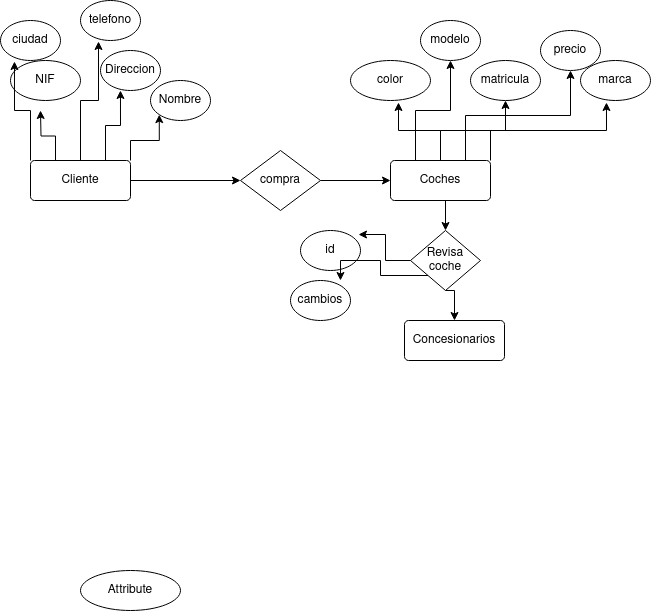 telefono
ciudad
modelo
precio
Direccion
NIF
color
matricula
marca
Nombre
Cliente
compra
Coches
id
Revisa
coche
cambios
Concesionarios
Attribute